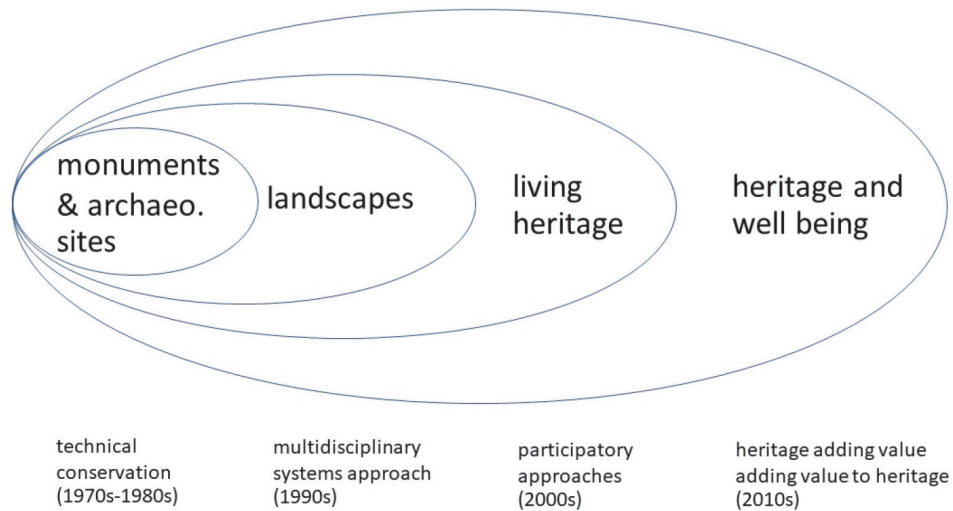 monuments
& archaeo.
sites
landscapes
living
heritage
heritage and
well being
technical
conservation
(1970s-1980s)
multidisciplinary
systems approach
(1990s)
participatory
approaches
(2000s)
heritage adding value
adding value to heritage
(2010s)